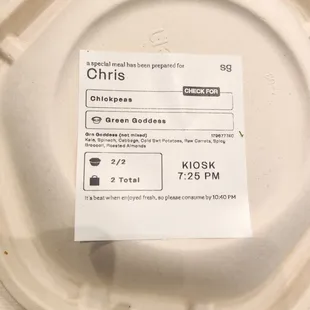 a special meal has been prepared for
sg
Chris
CHECK FOR
Chickpeas
Green Goddess
Grn Goddess (not mixed)
Kale, Spinach, Cabbage, Cold Swt Potatoes, Raw Carrots, Spicy
Broccoli, Roasted Almonds
2/2
2 Total
KIOSK
7:25 PM
It's best when enjoyed fresh, so please consume by 10:40 PM